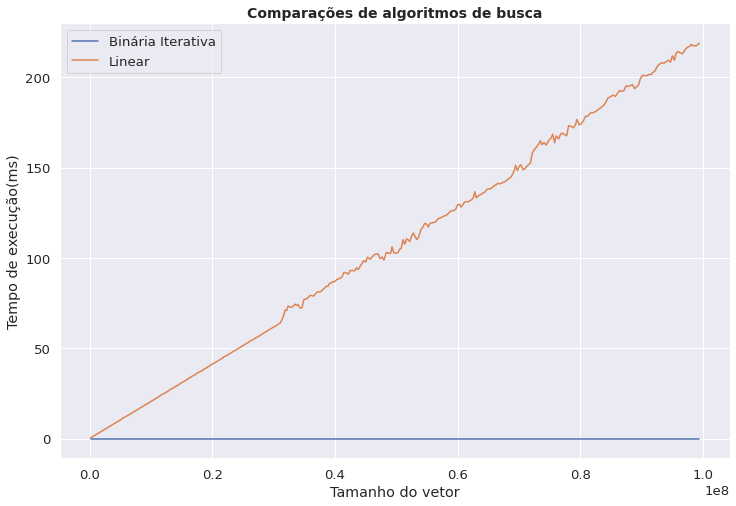 Comparações de algoritmos de busca
Binária Iterativa
Linear
Tempo de execução(ms)
200
150
100
50
0
0.0 0.2 0.4 0.6 0.8 1.0
1e8
Tamanho do vetor